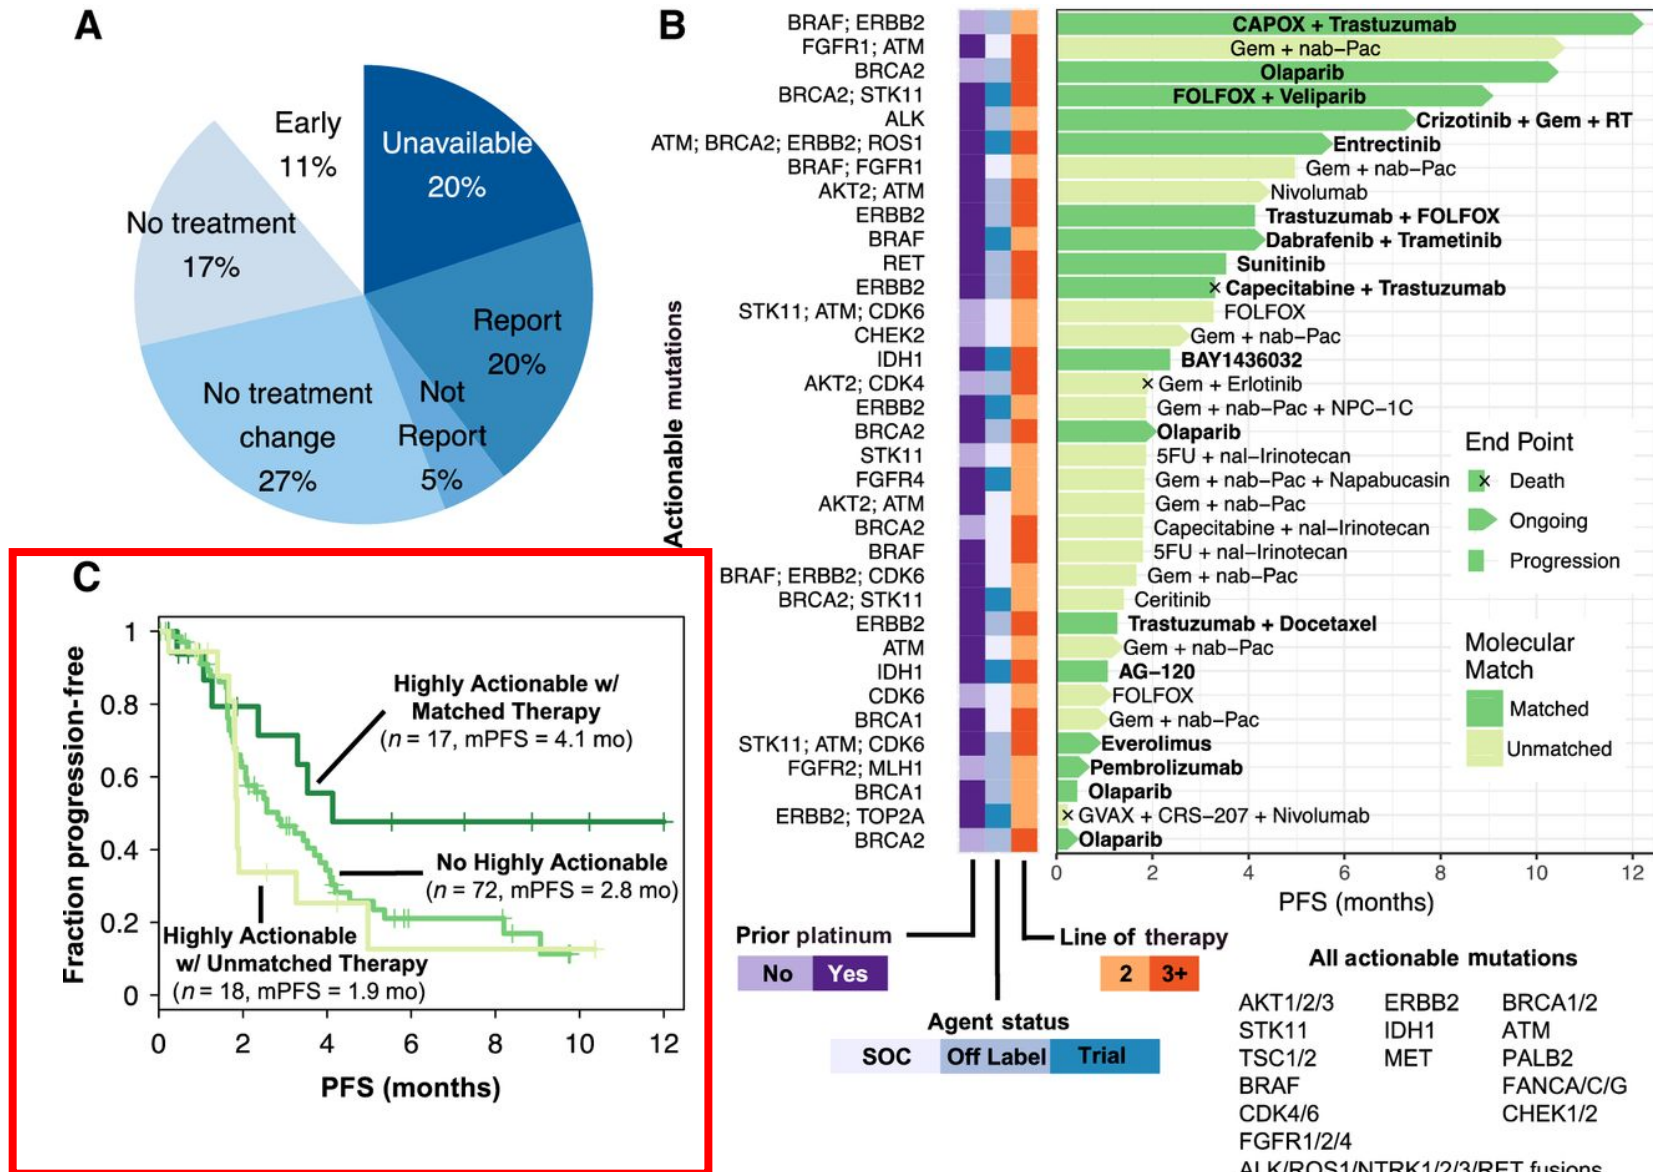 A
Early
11%
Unavailable
20%
No treatment
17%
Report
20%
No treatment
change
27%
Not
Report
5%
B
Actionable mutations
BRAF; ERBB2
CAPOX + Trastuzumab
FGFR1; ATM
Gem + nab-Pac
BRCA2
Olaparib
BRCA2; STK11
FOLFOX + Veliparib
ALK
Crizotinib + Gem + RT
ATM; BRCA2; ERBB2; ROS1
Entrectinib
BRAF; FGFR1
Gem + nab-Pac
AKT2; ATM
Nivolumab
ERBB2
Trastuzumab + FOLFOX
BRAF
Dabrafenib + Trametinib
RET
Sunitinib
ERBB2
× Capecitabine + Trastuzumab
STK11; ATM; CDK6
FOLFOX
CHEK2
Gem + nab-Pac
IDH1
BAY1436032
AKT2; CDK4
× Gem + Erlotinib
ERBB2
Gem + nab-Pac + NPC-1C
BRCA2
Olaparib
STK11
5FU + nal-Irinotecan
FGFR4
Gem + nab-Pac + Napabucasin
AKT2; ATM
Gem + nab-Pac
BRCA2
Capecitabine + nal-Irinotecan
BRAF
5FU + nal-Irinotecan
BRAF; ERBB2; CDK6
Gem + nab-Pac
BRCA2; STK11
Ceritinib
ERBB2
Trastuzumab + Docetaxel
ATM
Gem + nab-Pac
IDH1
AG-120
CDK6
FOLFOX
BRCA1
Gem + nab-Pac
STK11; ATM; CDK6
Everolimus
FGFR2; MLH1
Pembrolizumab
BRCA1
Olaparib
ERBB2; TOP2A
× GVAX + CRS-207 + Nivolumab
BRCA2
Olaparib
0 2 4 6 8 10 12
PFS (months)
End Point
× Death
Ongoing
Progression
Molecular
Match
Matched
Unmatched
Prior platinum
No Yes
Line of therapy
2 3+
Agent status
SOC Off Label Trial
All actionable mutations
AKT1/2/3 ERBB2 BRCA1/2
STK11 IDH1 ATM
TSC1/2 MET PALB2
BRAF FANCA/C/G
CDK4/6 CHEK1/2
FGFR1/2/4
ALK/ROS1/NTRK1/2/3/RET fusions
C
Fraction progression-free
1
0.8
0.6
0.4
0.2
0
Highly Actionable w/
Matched Therapy
(n = 17, mPFS = 4.1 mo)
No Highly Actionable
(n = 72, mPFS = 2.8 mo)
Highly Actionable
w/ Unmatched Therapy
(n = 18, mPFS = 1.9 mo)
0 2 4 6 8 10 12
PFS (months)